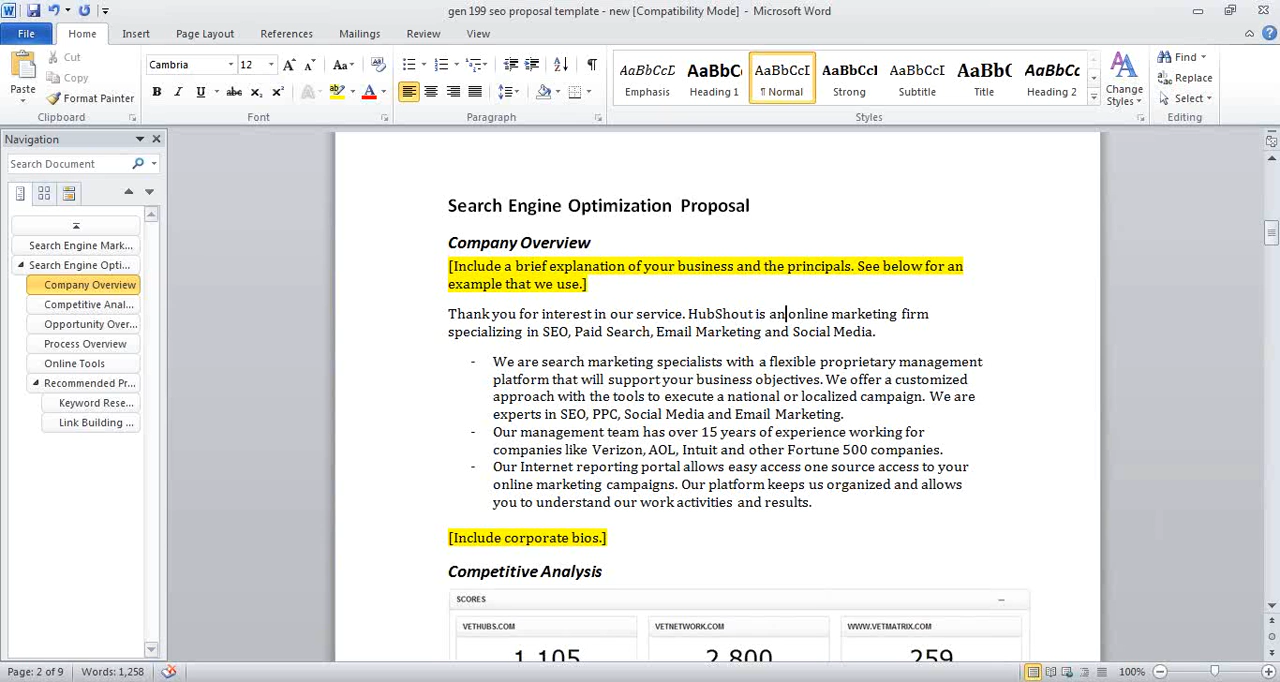 gen 199 seo proposal template - new [Compatibility Mode] - Microsoft Word
File Home Insert Page Layout References Mailings Review View
Paste
Cut
Copy
Format Painter
Clipboard
Cambria 12
Font
Paragraph
AaBbCcD AaBbC AaBbCcI AaBbCcl AaBbCcI AaBb( AaBbCc
Emphasis Heading 1 ¶ Normal Strong Subtitle Title Heading 2
Change Styles
Styles
Find
Replace
Select
Editing
Navigation
Search Document
Search Engine Mark...
Search Engine Opti...
Company Overview
Competitive Anal...
Opportunity Over...
Process Overview
Online Tools
Recommended Pr...
Keyword Rese...
Link Building ...
Search Engine Optimization Proposal
Company Overview
[Include a brief explanation of your business and the principals. See below for an
example that we use.]
Thank you for interest in our service. HubShout is an online marketing firm
specializing in SEO, Paid Search, Email Marketing and Social Media.
- We are search marketing specialists with a flexible proprietary management
platform that will support your business objectives. We offer a customized
approach with the tools to execute a national or localized campaign. We are
experts in SEO, PPC, Social Media and Email Marketing.
- Our management team has over 15 years of experience working for
companies like Verizon, AOL, Intuit and other Fortune 500 companies.
- Our Internet reporting portal allows easy access one source access to your
online marketing campaigns. Our platform keeps us organized and allows
you to understand our work activities and results.
[Include corporate bios.]
Competitive Analysis
SCORES
VETHUBS.COM VETNETWORK.COM WWW.VETMATRIX.COM
1,105 2,800 259
Page: 2 of 9 Words: 1,258 100%